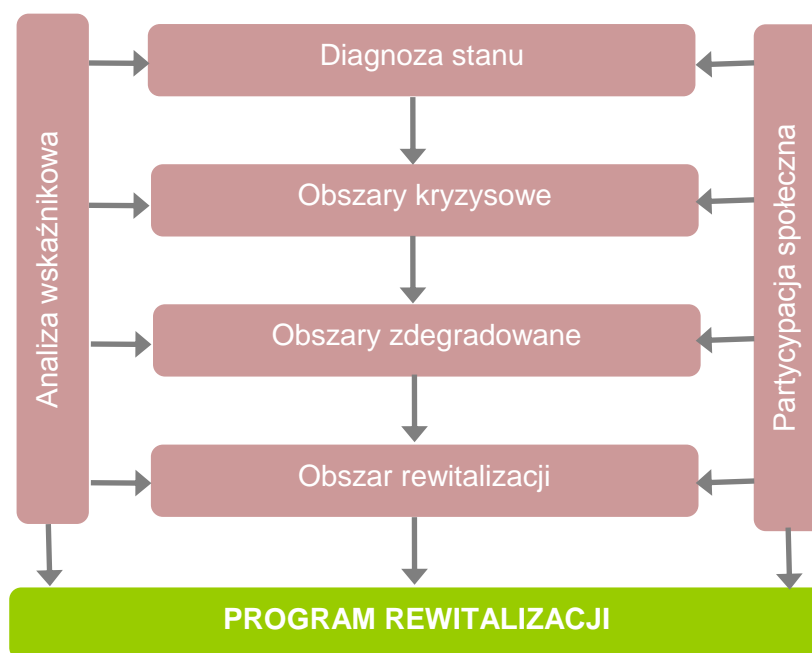 Diagnoza stanu
Obszary kryzysowe
Obszary zdegradowane
Obszar rewitalizacji
Analiza wskaźnikowa
Partycypacja społeczna
PROGRAM REWITALIZACJI